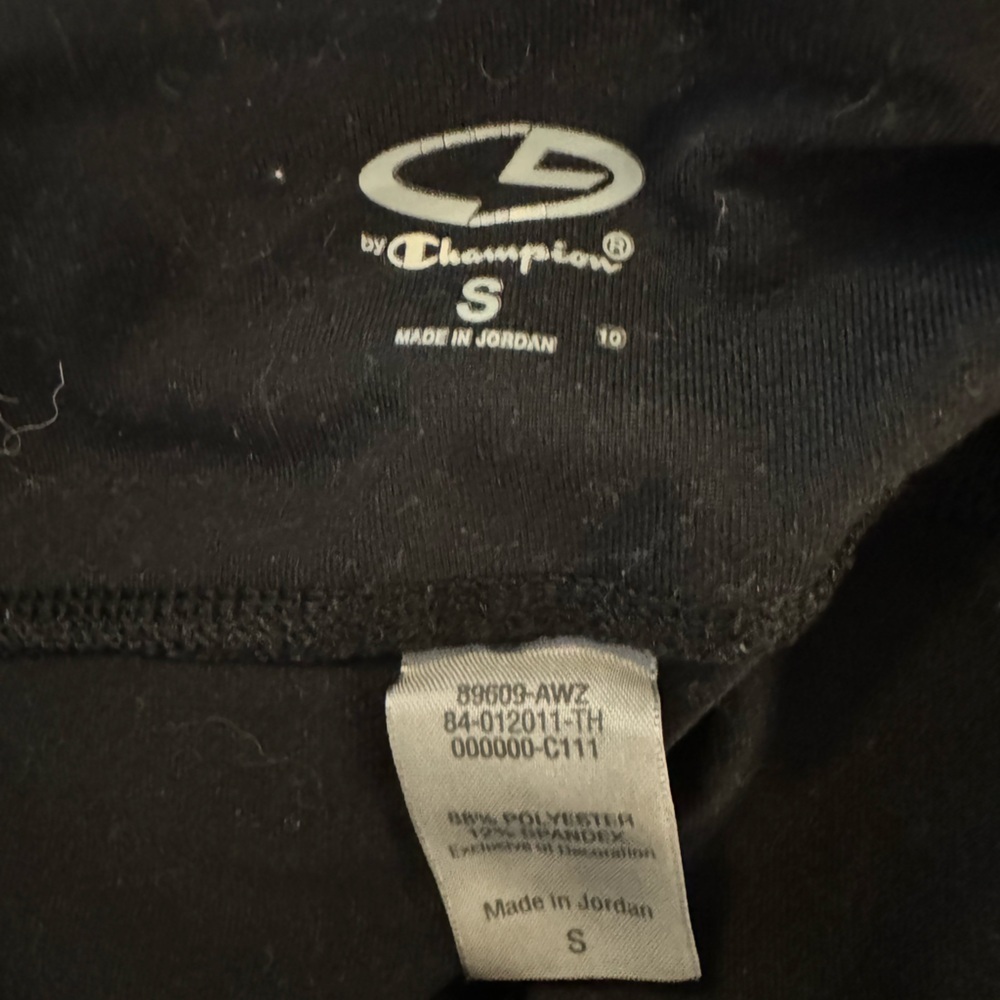 by Champion®
S
MADE IN JORDAN 10
89609-AWZ
84-012011-TH
000000-C111
88% POLYESTER
12% SPANDEX
Exclusive of Decoration
Made in Jordan
S